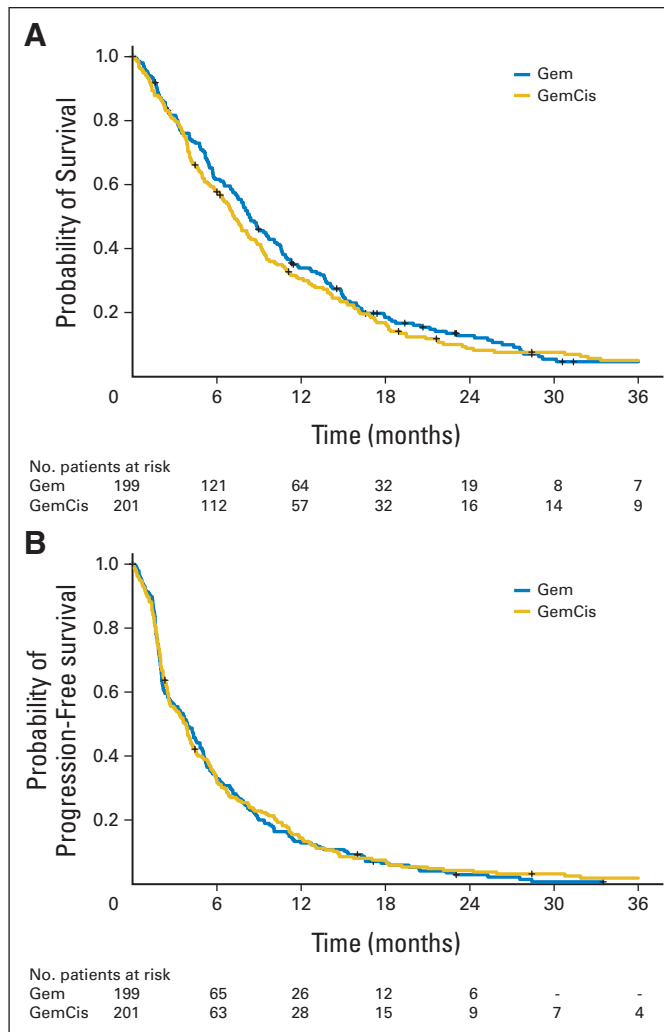 A
Probability of Survival
1.0
0.8
0.6
0.4
0.2
Gem
GemCis
0 6 12 18 24 30 36
Time (months)
No. patients at risk
Gem 199 121 64 32 19 8 7
GemCis 201 112 57 32 16 14 9
B
Probability of
Progression-Free survival
1.0
0.8
0.6
0.4
0.2
Gem
GemCis
0 6 12 18 24 30 36
Time (months)
No. patients at risk
Gem 199 65 26 12 6 - -
GemCis 201 63 28 15 9 7 4